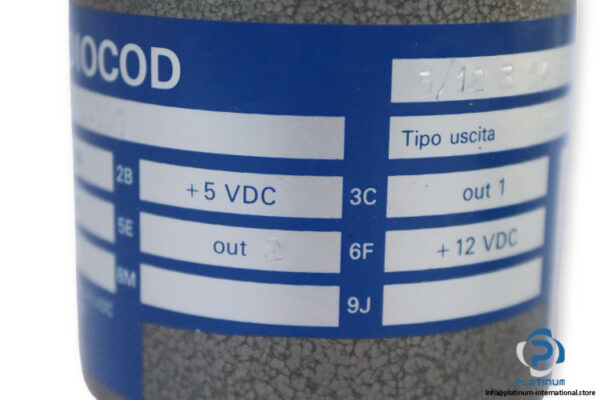 IOCOD
Tipo uscita
2B +5 VDC 3C out 1
5E out 2 6F +12 VDC
8M 9J
PLATINUM
info@platinum-international.store